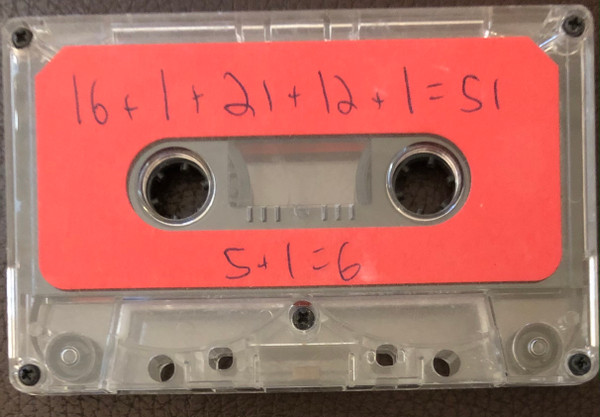 16 + 1 + 21 + 12 + 1 = 51
5 + 1 = 6